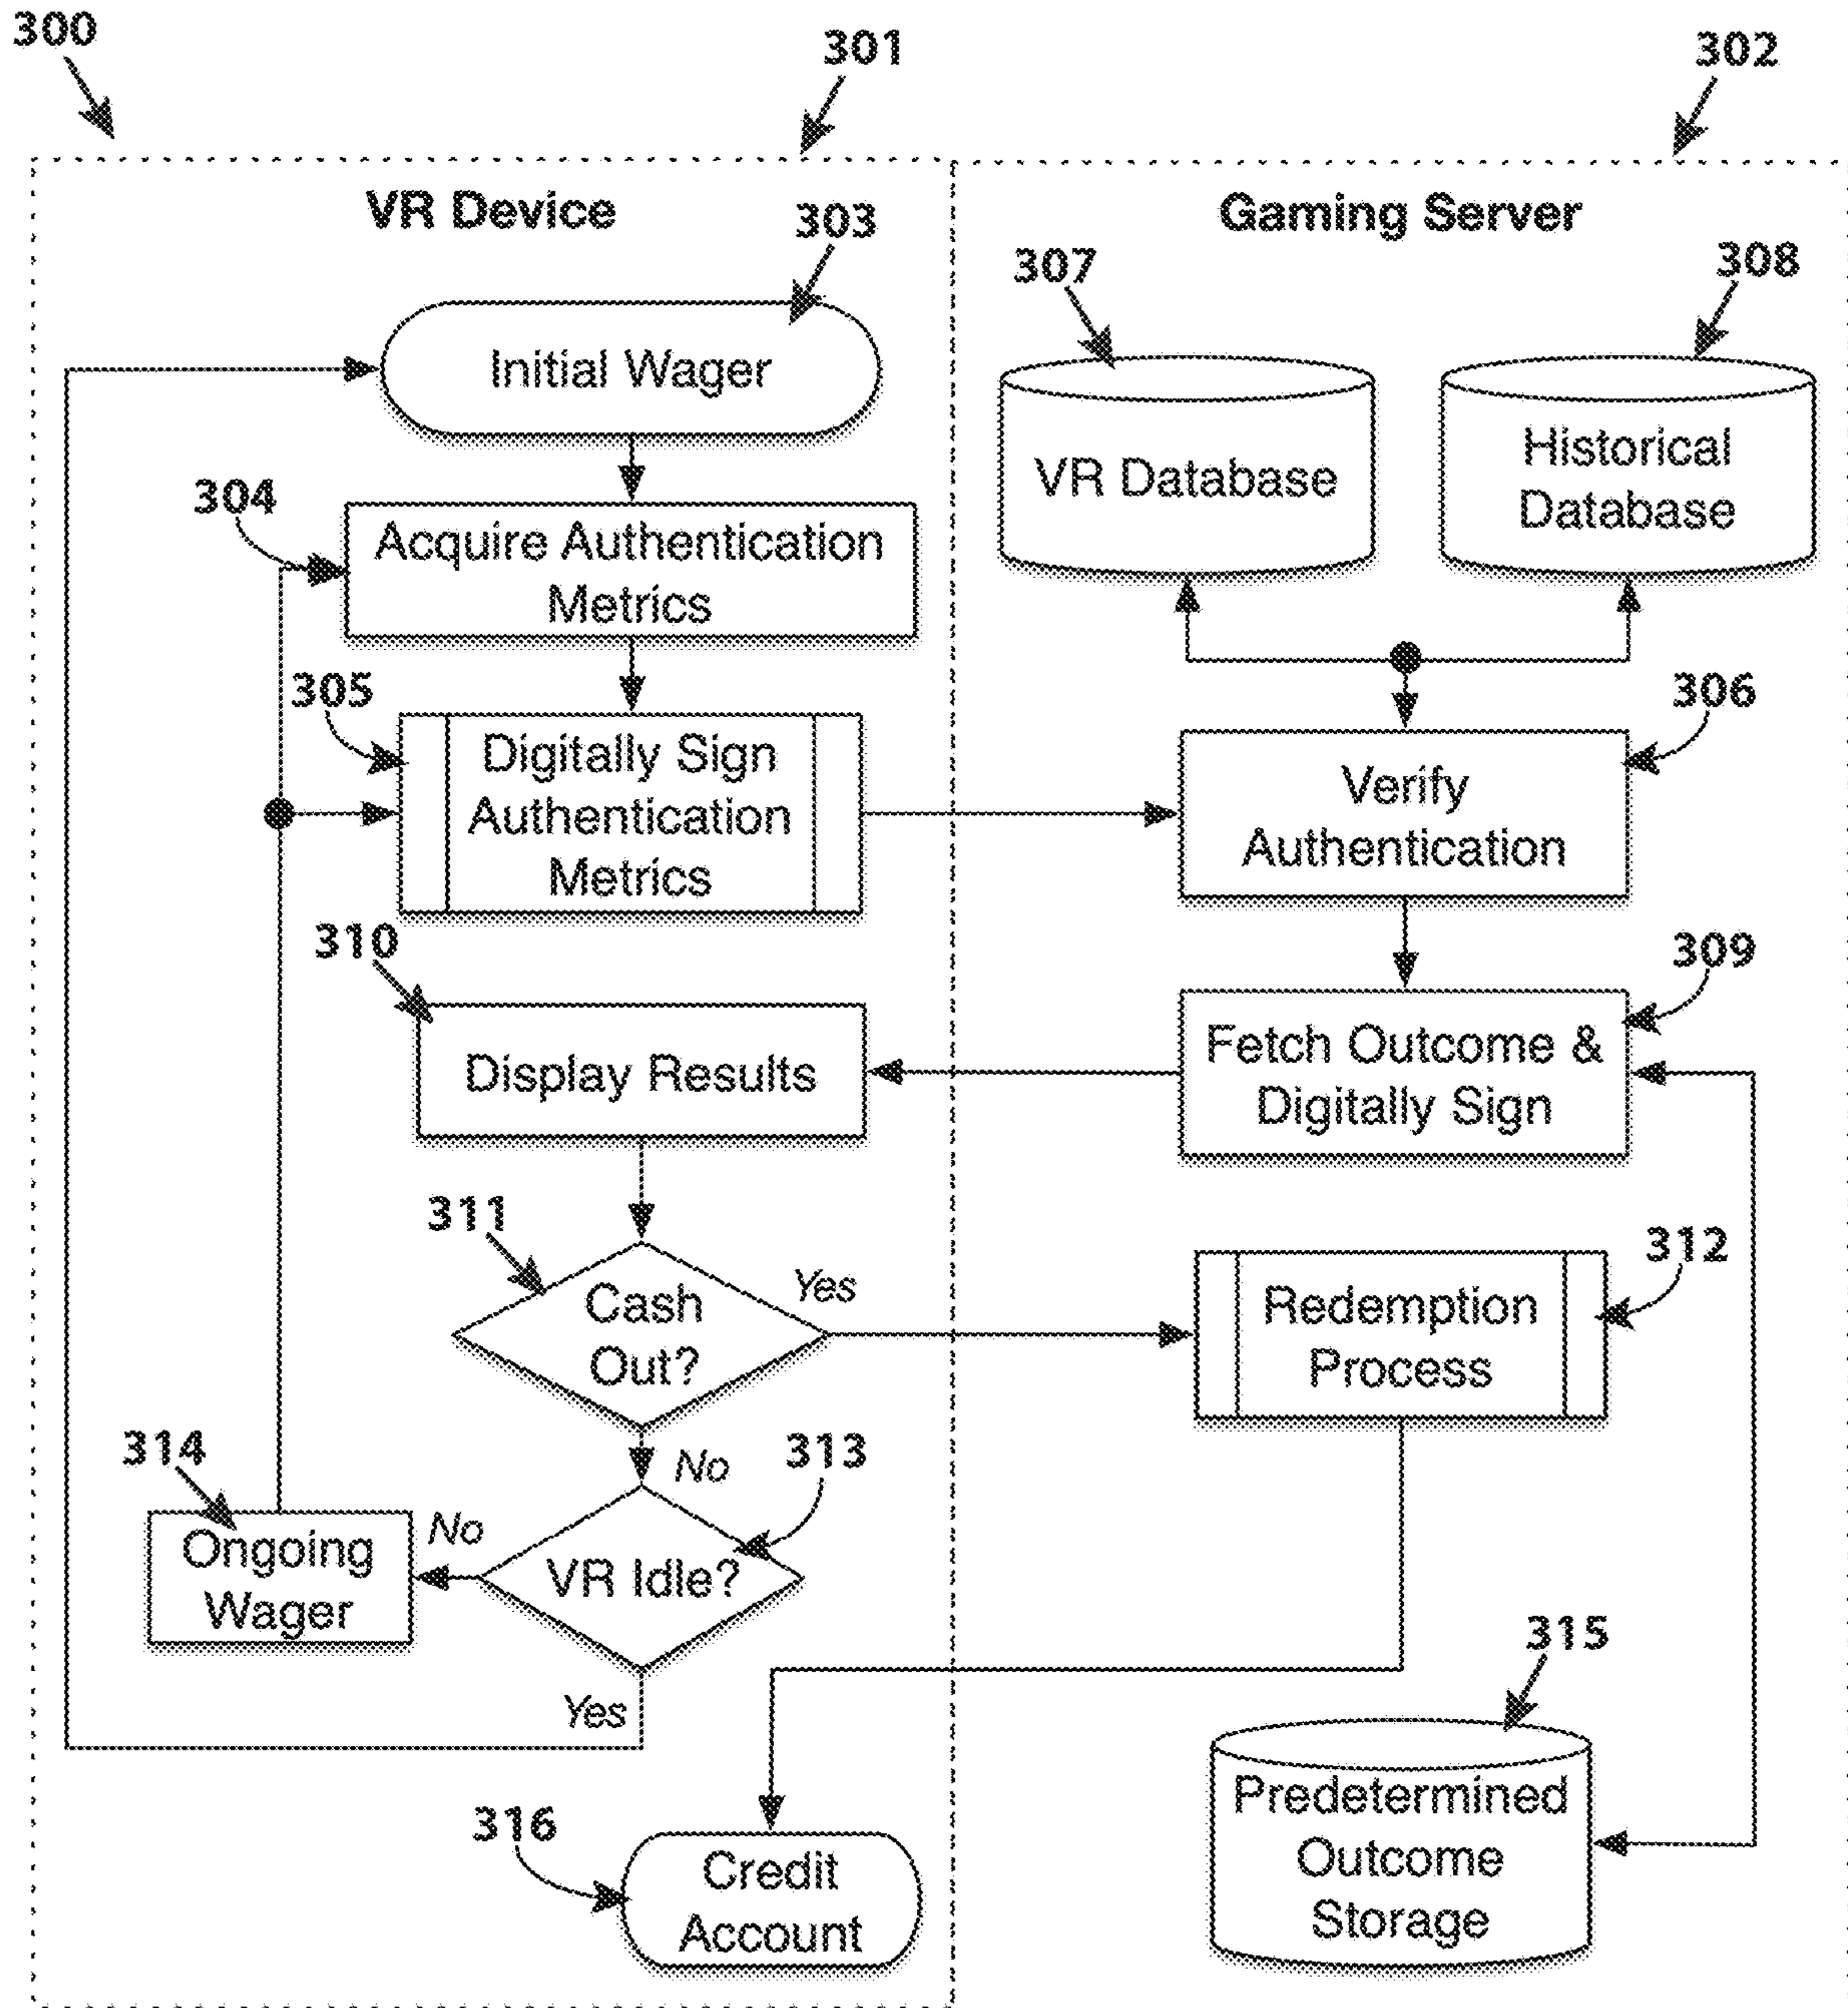 300
301
302
VR Device
Gaming Server
303
307
308
Initial Wager
VR Database
Historical
Database
304
Acquire Authentication
Metrics
305
306
Digitally Sign
Authentication
Metrics
Verify
Authentication
310
309
Display Results
Fetch Outcome &
Digitally Sign
311
312
Cash
Out?
Yes
Redemption
Process
No
313
314
No
VR Idle?
Ongoing
Wager
Yes
315
316
Credit
Account
Predetermined
Outcome
Storage